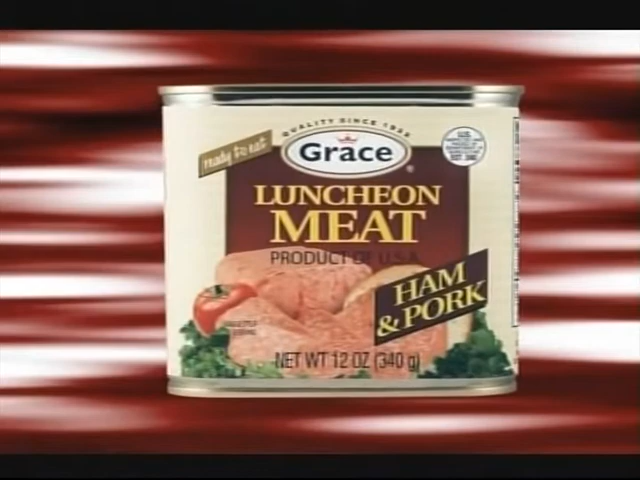 QUALITY SINCE 1922
ready to eat
Grace
LUNCHEON
MEAT
PRODUCT OF U.S.A.
HAM
& PORK
NET WT 12 OZ (340 g)